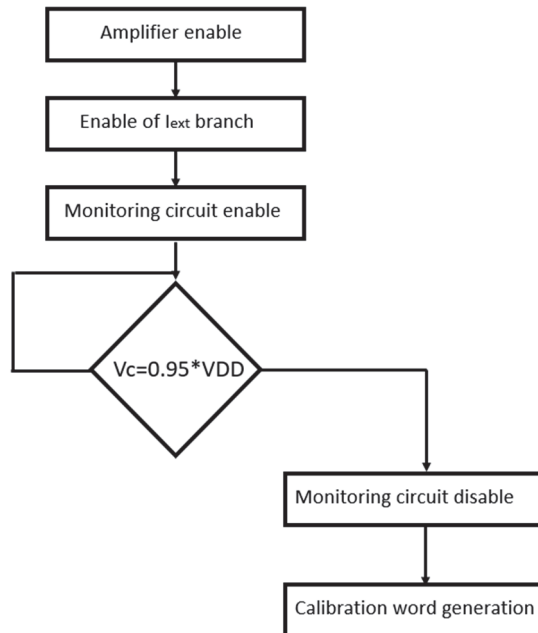 Amplifier enable
Enable of Iext branch
Monitoring circuit enable
Vc=0.95*VDD
Monitoring circuit disable
Calibration word generation